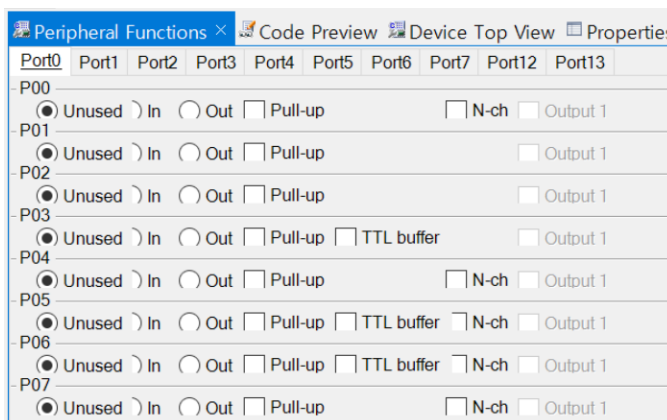 Peripheral Functions × Code Preview Device Top View Properties
Port0 Port1 Port2 Port3 Port4 Port5 Port6 Port7 Port12 Port13
P00
Unused In Out Pull-up N-ch Output 1
P01
Unused In Out Pull-up Output 1
P02
Unused In Out Pull-up Output 1
P03
Unused In Out Pull-up TTL buffer Output 1
P04
Unused In Out Pull-up N-ch Output 1
P05
Unused In Out Pull-up TTL buffer N-ch Output 1
P06
Unused In Out Pull-up TTL buffer N-ch Output 1
P07
Unused In Out Pull-up N-ch Output 1